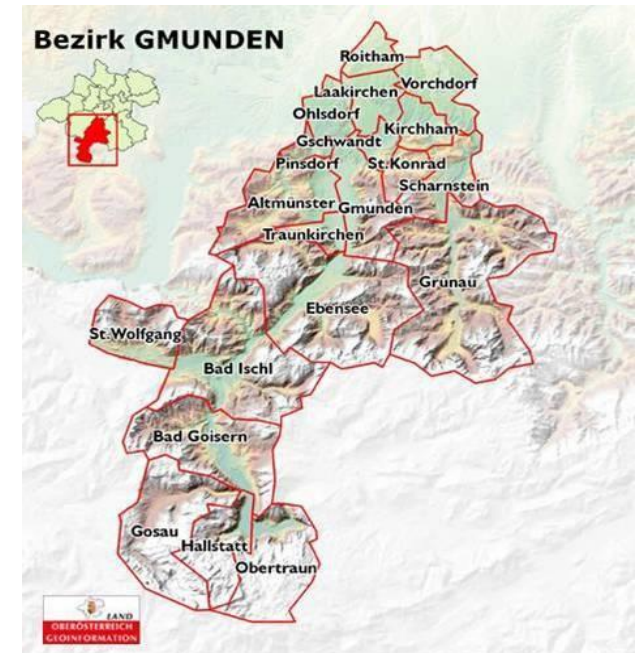 Bezirk GMUNDEN
Roitham
Vorchdorf
Laakirchen
Ohlsdorf
Kirchham
Gschwandt
Pinsdorf
St.Konrad
Scharnstein
Altmünster
Gmunden
Traunkirchen
Grünau
Ebensee
St.Wolfgang
Bad Ischl
Bad Goisern
Gosau
Hallstatt
Obertraun
LAND
OBERÖSTERREICH
GEOINFORMATION